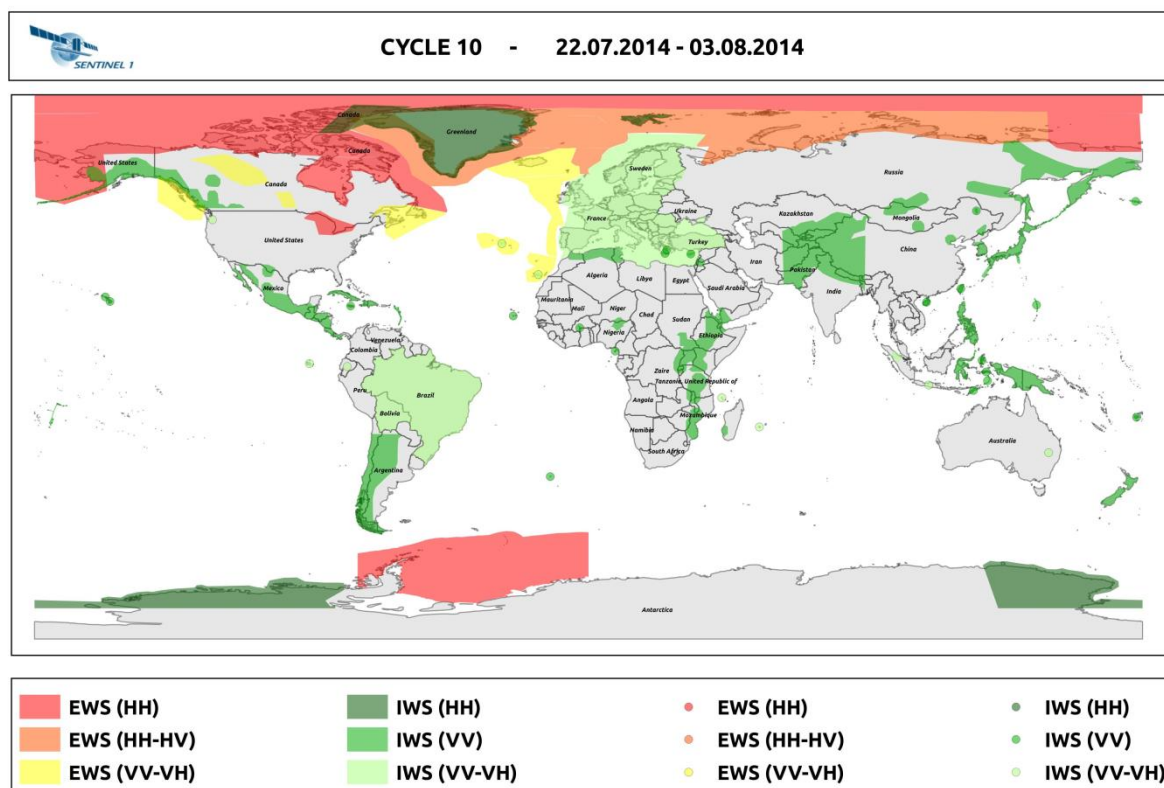 SENTINEL 1
CYCLE 10 - 22.07.2014 - 03.08.2014
Canada
Greenland
United States
Canada
Sweden
Russia
Canada
Ukraine
Kazakhstan
Mongolia
France
United States
Turkey
China
Iran
Algeria
Libya
Egypt
Pakistan
Mexico
Saudi Arabia
India
Mauritania
Mali
Niger
Chad
Sudan
Nigeria
Ethiopia
Venezuela
Colombia
Zaire
Peru
Brazil
Tanzania, United Republic of
Angola
Bolivia
Mozambique
Namibia
Australia
South Africa
Argentina
Antarctica
EWS (HH) IWS (HH) EWS (HH) IWS (HH)
EWS (HH-HV) IWS (VV) EWS (HH-HV) IWS (VV)
EWS (VV-VH) IWS (VV-VH) EWS (VV-VH) IWS (VV-VH)